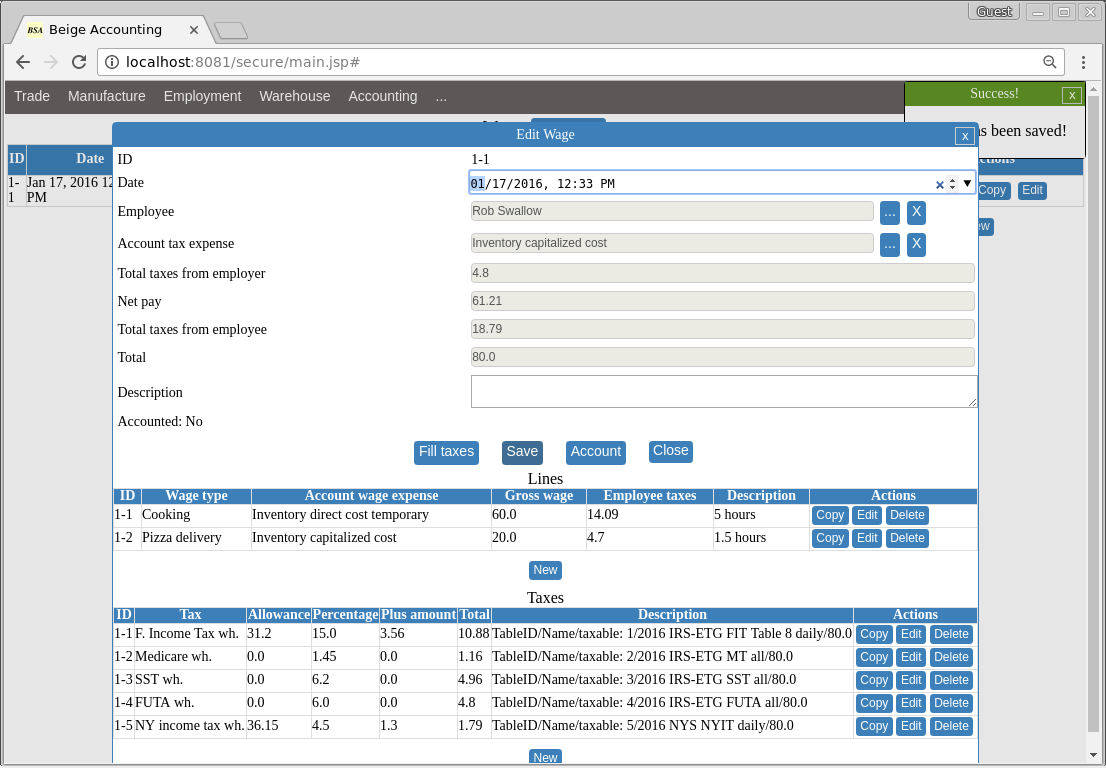 Guest
BSA Beige Accounting
localhost:8081/secure/main.jsp#
Trade Manufacture Employment Warehouse Accounting ...
Success! x
s been saved!
Edit Wage x
ID Date
1-1 Jan 17, 2016 12 PM
Copy Edit
ID 1-1
Date 01/17/2016, 12:33 PM
Employee Rob Swallow ... X
Account tax expense Inventory capitalized cost ... X
Total taxes from employer 4.8
Net pay 61.21
Total taxes from employee 18.79
Total 80.0
Description
Accounted: No
Fill taxes Save Account Close
Lines
ID Wage type Account wage expense Gross wage Employee taxes Description Actions
1-1 Cooking Inventory direct cost temporary 60.0 14.09 5 hours Copy Edit Delete
1-2 Pizza delivery Inventory capitalized cost 20.0 4.7 1.5 hours Copy Edit Delete
New
Taxes
ID Tax Allowance Percentage Plus amount Total Description Actions
1-1 F. Income Tax wh. 31.2 15.0 3.56 10.88 TableID/Name/taxable: 1/2016 IRS-ETG FIT Table 8 daily/80.0 Copy Edit Delete
1-2 Medicare wh. 0.0 1.45 0.0 1.16 TableID/Name/taxable: 2/2016 IRS-ETG MT all/80.0 Copy Edit Delete
1-3 SST wh. 0.0 6.2 0.0 4.96 TableID/Name/taxable: 3/2016 IRS-ETG SST all/80.0 Copy Edit Delete
1-4 FUTA wh. 0.0 6.0 0.0 4.8 TableID/Name/taxable: 4/2016 IRS-ETG FUTA all/80.0 Copy Edit Delete
1-5 NY income tax wh. 36.15 4.5 1.3 1.79 TableID/Name/taxable: 5/2016 NYS NYIT daily/80.0 Copy Edit Delete
New